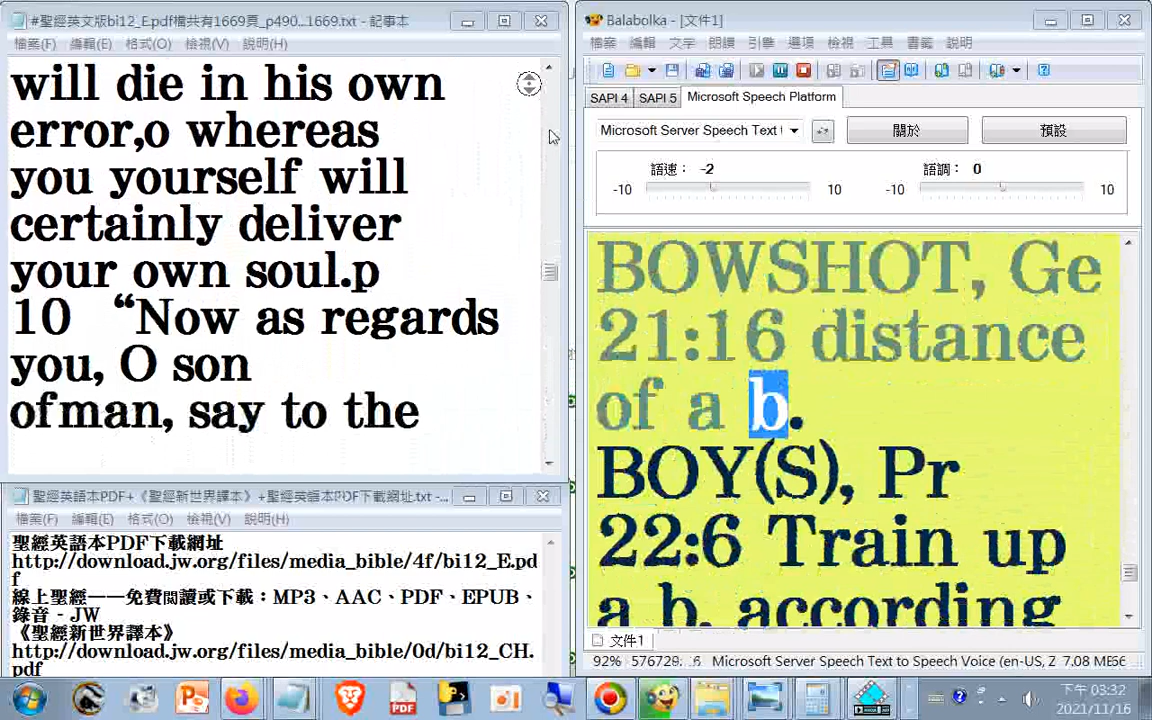 #聖經英文版bi12_E.pdf檔共有1669頁_p490...1669.txt - 記事本
檔案(F) 編輯(E) 格式(O) 檢視(V) 說明(H)
will die in his own
error,o whereas
you yourself will
certainly deliver
your own soul.p
10 “Now as regards
you, O son
ofman, say to the
聖經英語本PDF+《聖經新世界譯本》+聖經英語本PDF下載網址.txt - ...
檔案(F) 編輯(E) 格式(O) 檢視(V) 說明(H)
聖經英語本PDF下載網址
http://download.jw.org/files/media_bible/4f/bi12_E.pd
f
線上聖經——免費閱讀或下載：MP3、AAC、PDF、EPUB、
錄音 - JW
《聖經新世界譯本》
http://download.jw.org/files/media_bible/0d/bi12_CH.
pdf
Balabolka - [文件1]
檔案 編輯 文字 朗讀 引擎 選項 檢視 工具 書籤 說明
SAPI 4 SAPI 5 Microsoft Speech Platform
Microsoft Server Speech Text 關於 預設
語速： -2 語調： 0
-10 10 -10 10
BOWSHOT, Ge
21:16 distance
of a b.
BOY(S), Pr
22:6 Train up
a b. according
文件1
92% Microsoft Server Speech Text to Speech Voice (en-US, Z 7.08 MB
下午 03:32
2021/11/16